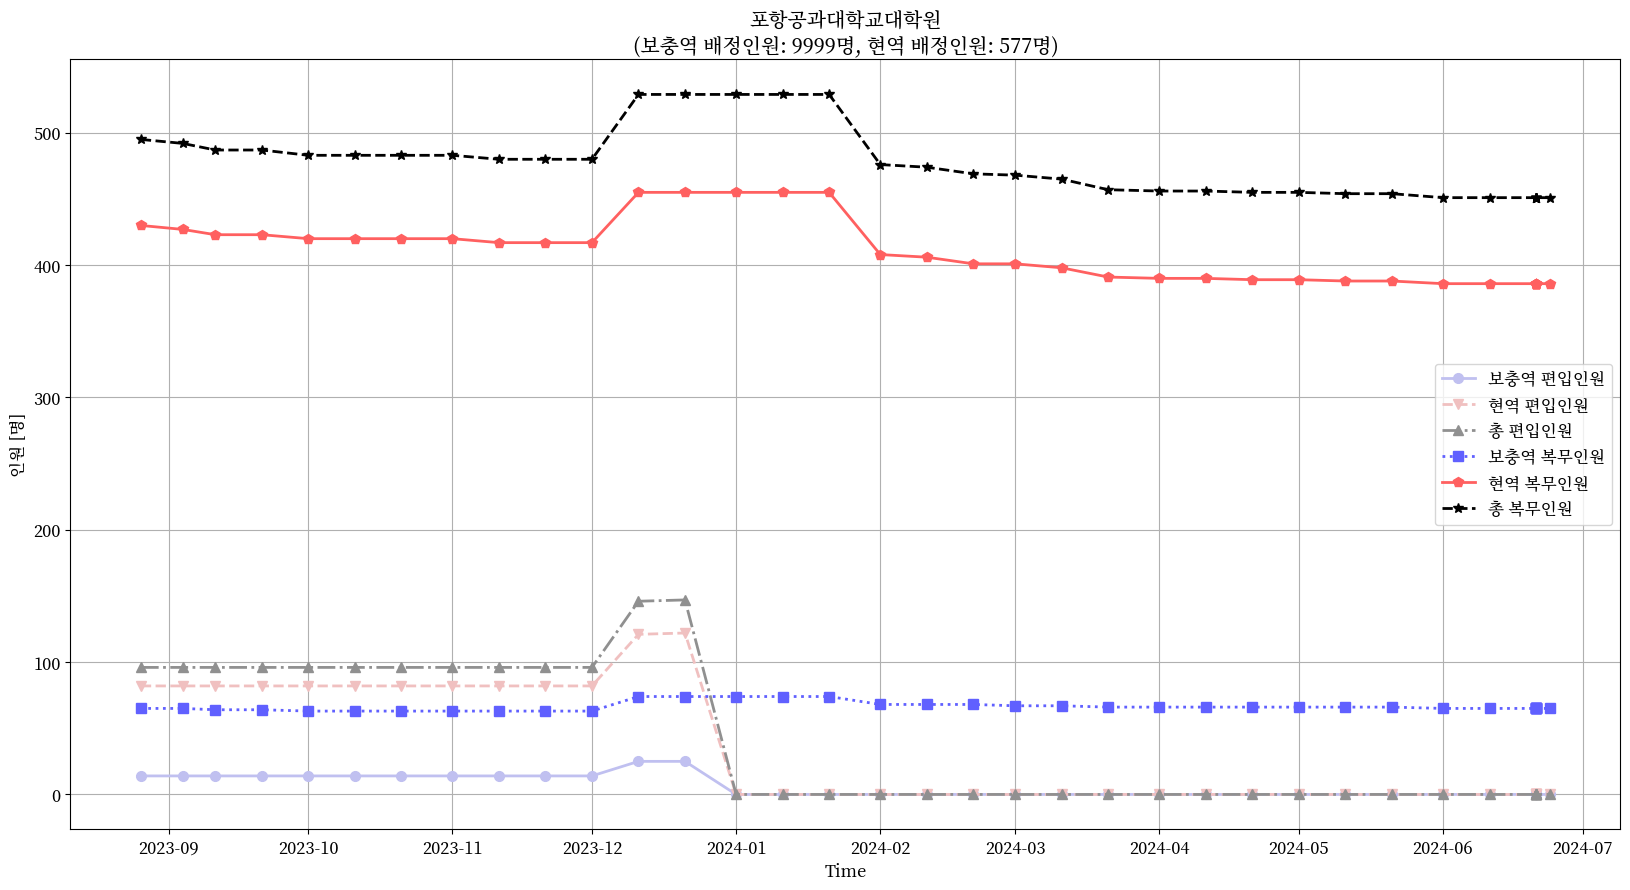 포항공과대학교대학원
(보충역 배정인원: 9999명, 현역 배정인원: 577명)
인원 [명]
500
400
300
200
100
0
보충역 편입인원
현역 편입인원
총 편입인원
보충역 복무인원
현역 복무인원
총 복무인원
2023-09
2023-10
2023-11
2023-12
2024-01
2024-02
2024-03
2024-04
2024-05
2024-06
2024-07
Time